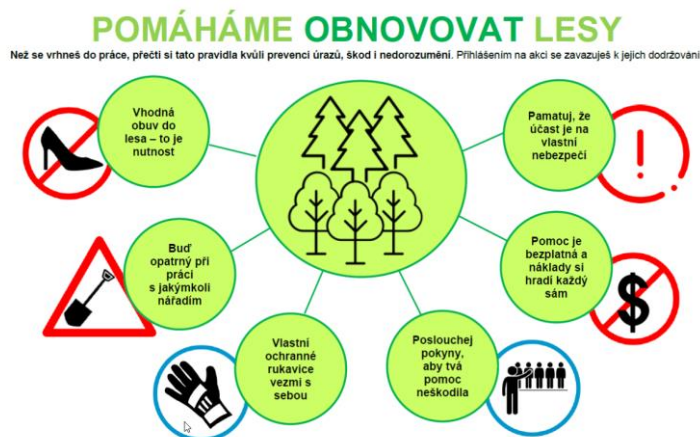 POMÁHÁME OBNOVOVAT LESY
Než se vrhneš do práce, přečti si tato pravidla kvůli prevenci úrazů, škod i nedorozumění. Přihlášením na akci se zavazuješ k jejich dodržování
Vhodná
obuv do
lesa – to je
nutnost
Pamatuj, že
účast je na
vlastní
nebezpečí
Buď
opatrný při
práci
s jakýmkoli
nářadím
Pomoc je
bezplatná a
náklady si
hradí každý
sám
$
Vlastní
ochranné
rukavice
vezmi s
sebou
Poslouchej
pokyny,
aby tvá
pomoc
neškodila